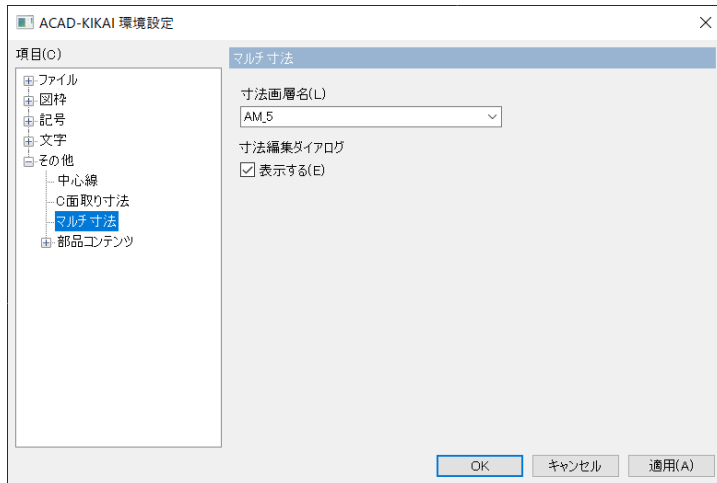 ACAD-KIKAI 環境設定
項目(C)
ファイル
図枠
記号
文字
その他
中心線
C面取り寸法
マルチ寸法
部品コンテンツ
マルチ寸法
寸法画層名(L)
AM_5
寸法編集ダイアログ
表示する(E)
OK キャンセル 適用(A)